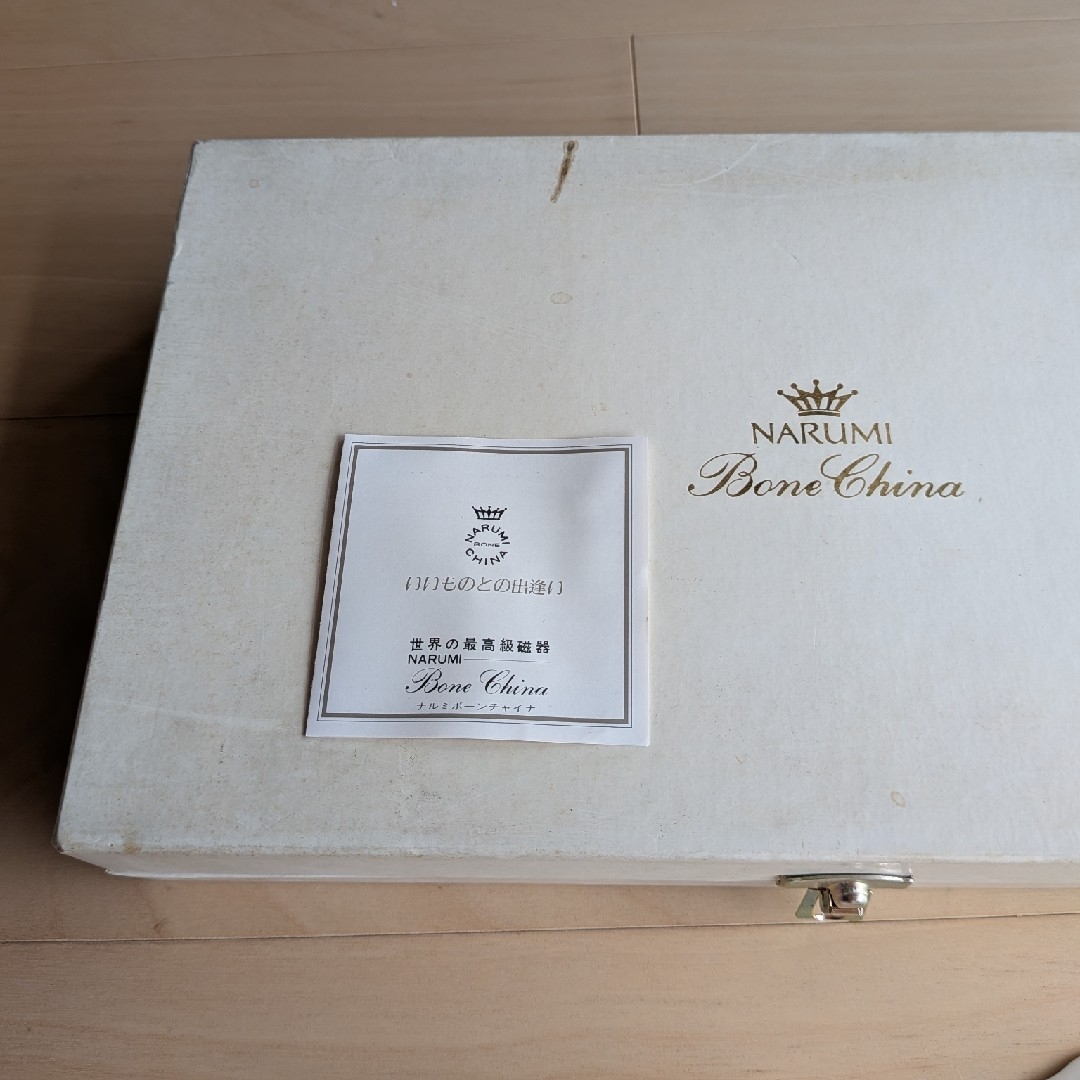 NARUMI
Bone China
NARUMI
BONE
CHINA
いいものとの出逢い
世界の最高級磁器
NARUMI
Bone China
ナルミボーンチャイナ